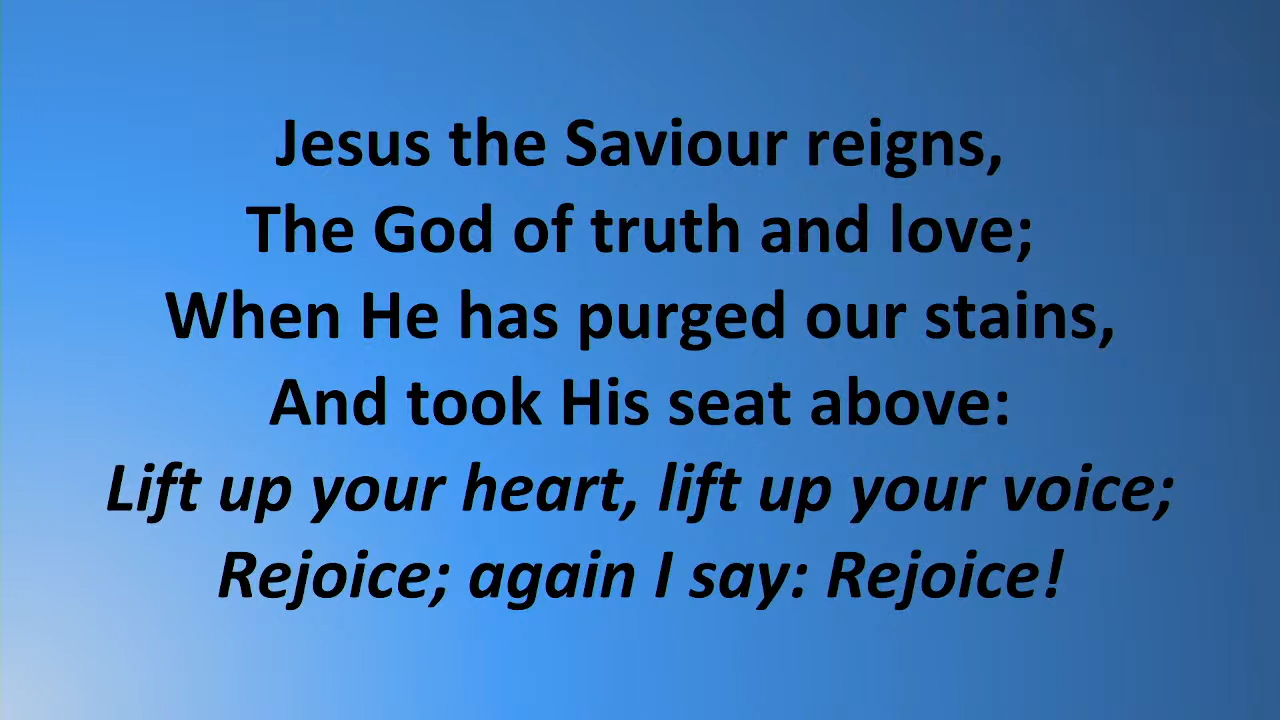 Jesus the Saviour reigns,
The God of truth and love;
When He has purged our stains,
And took His seat above:
Lift up your heart, lift up your voice;
Rejoice; again I say: Rejoice!